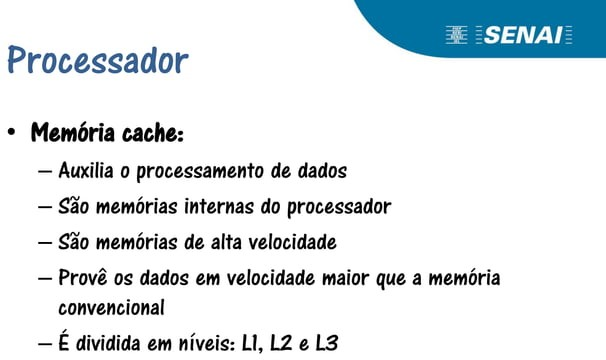 SENAI
Processador
• Memória cache:
– Auxilia o processamento de dados
– São memórias internas do processador
– São memórias de alta velocidade
– Provê os dados em velocidade maior que a memória
convencional
– É dividida em níveis: L1, L2 e L3